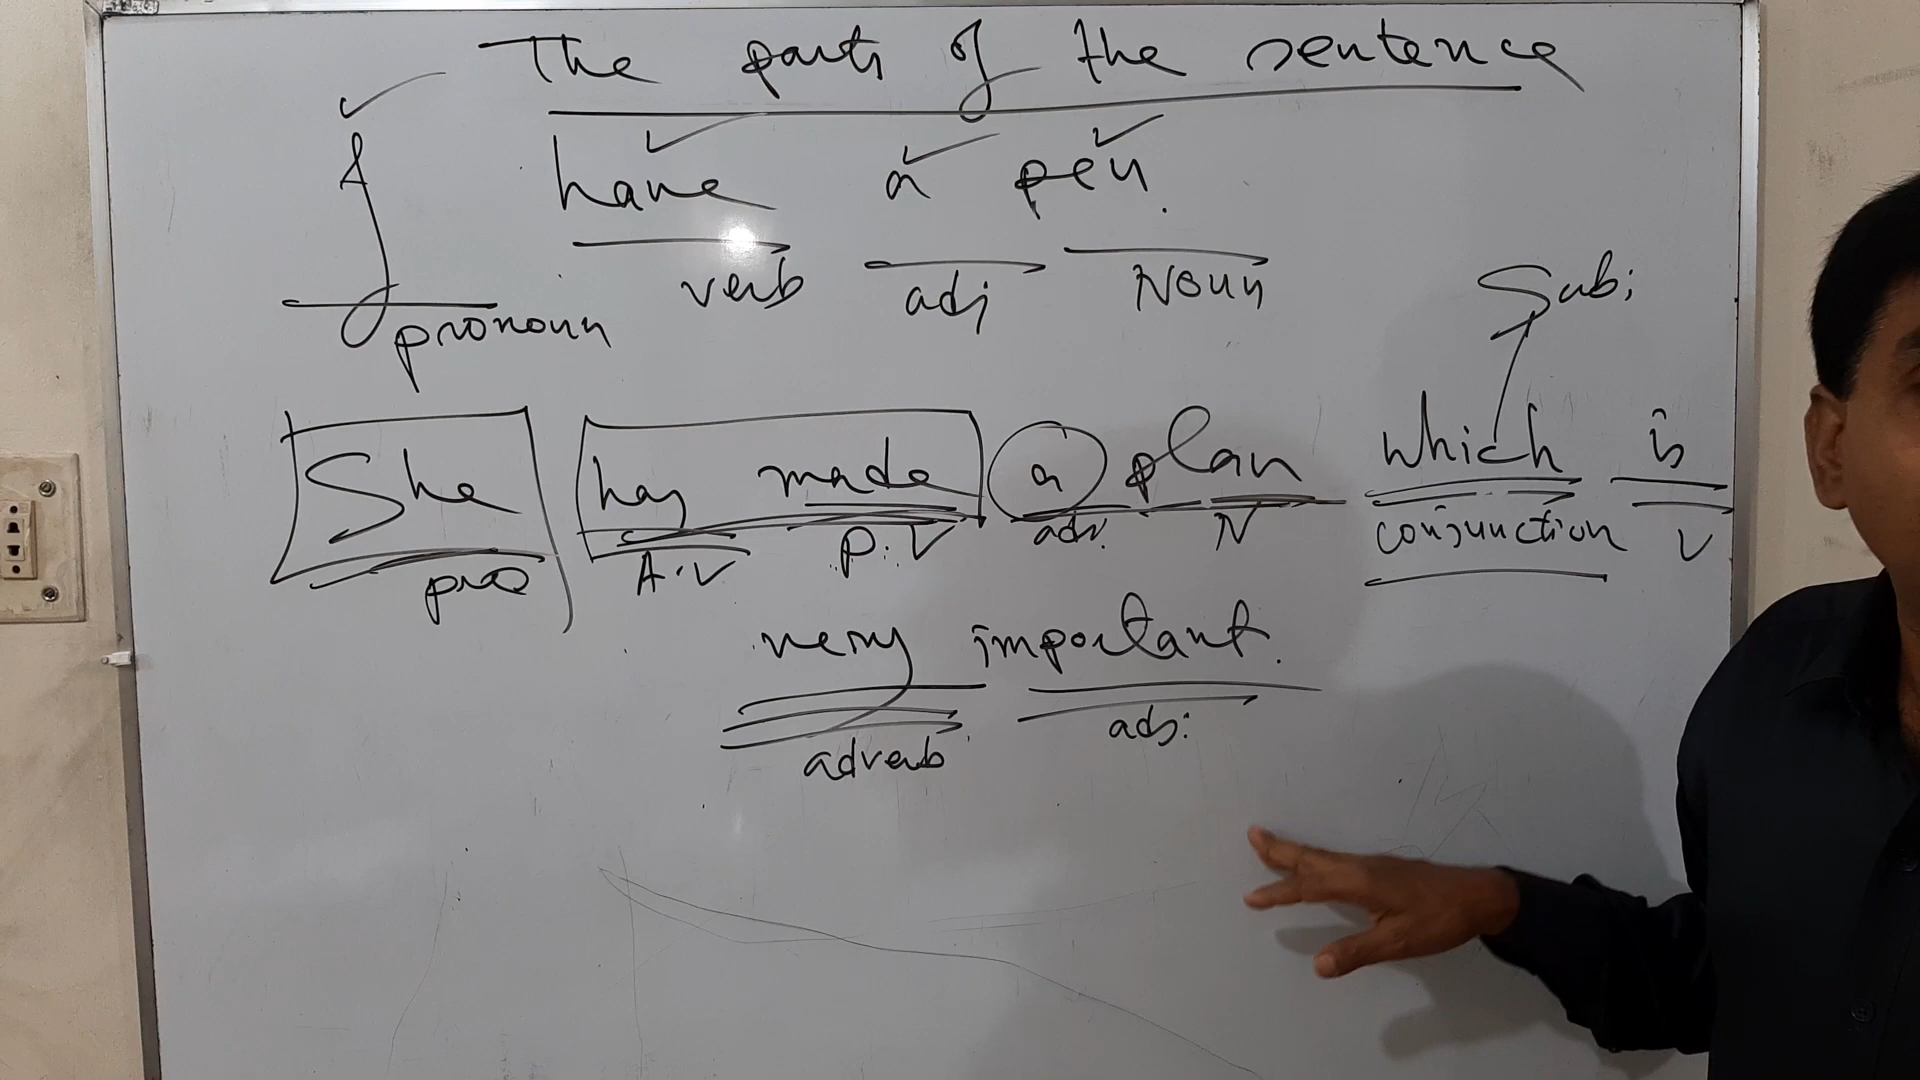 The parts of the sentence
I have a pen.
pronoun verb adj Noun
Sub;
She has made a plan which is
pro A.V P.V adj. N conjunction V
very important.
adverb adj: